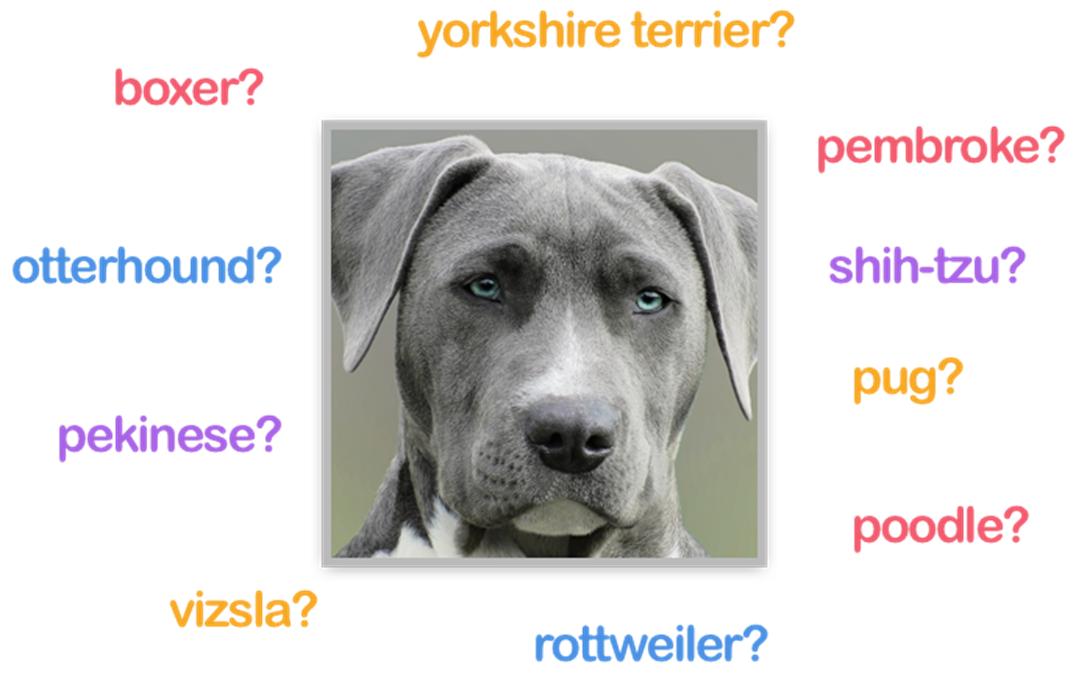 yorkshire terrier?
boxer?
pembroke?
otterhound?
shih-tzu?
pug?
pekinese?
poodle?
vizsla?
rottweiler?